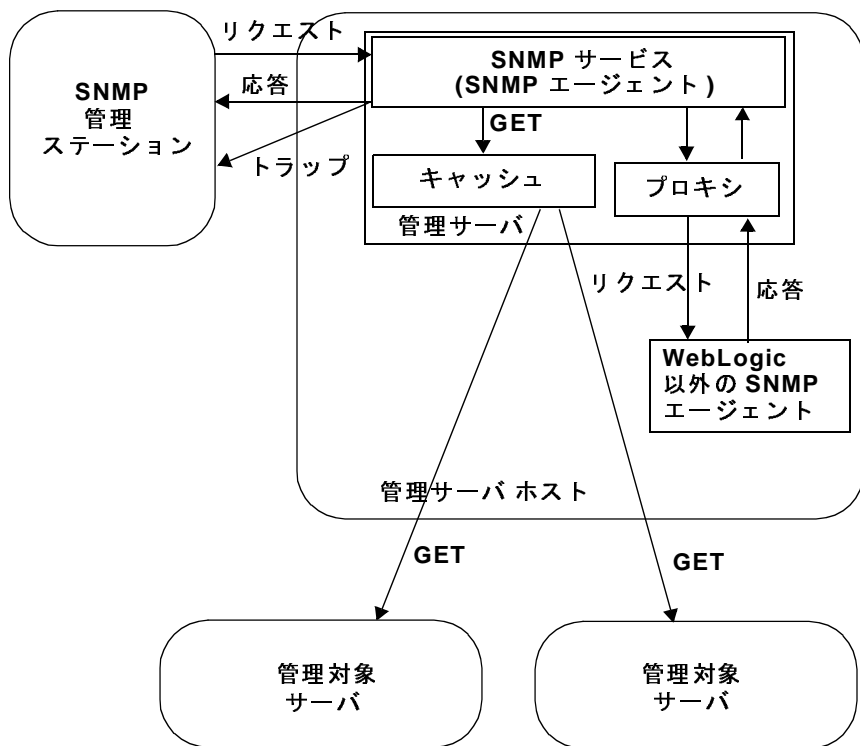 リクエスト
SNMP サービス
(SNMP エージェント )
SNMP
管理
ステーション
応答
GET
トラップ
キャッシュ
プロキシ
管理サーバ
リクエスト
応答
WebLogic
以外の SNMP
エージェント
管理サーバ ホスト
GET
GET
管理対象
サーバ
管理対象
サーバ